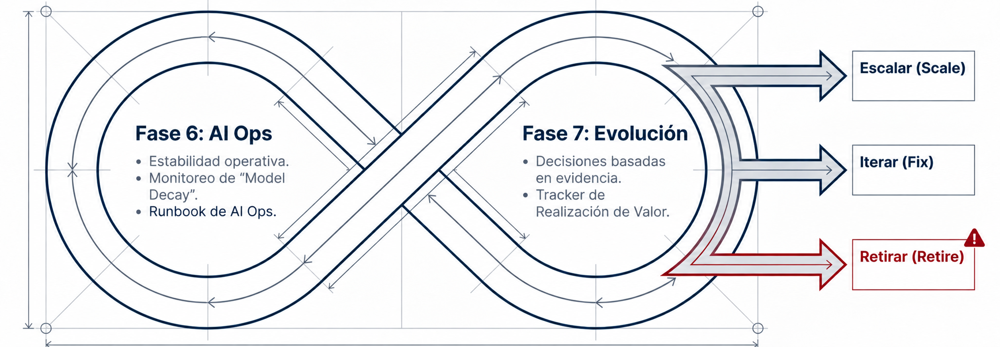 Fase 6: AI Ops
• Estabilidad operativa.
• Monitoreo de “Model
Decay”.
• Runbook de AI Ops.
Fase 7: Evolución
• Decisiones basadas
en evidencia.
• Tracker de
Realización de Valor.
Escalar (Scale)
Iterar (Fix)
!
Retirar (Retire)